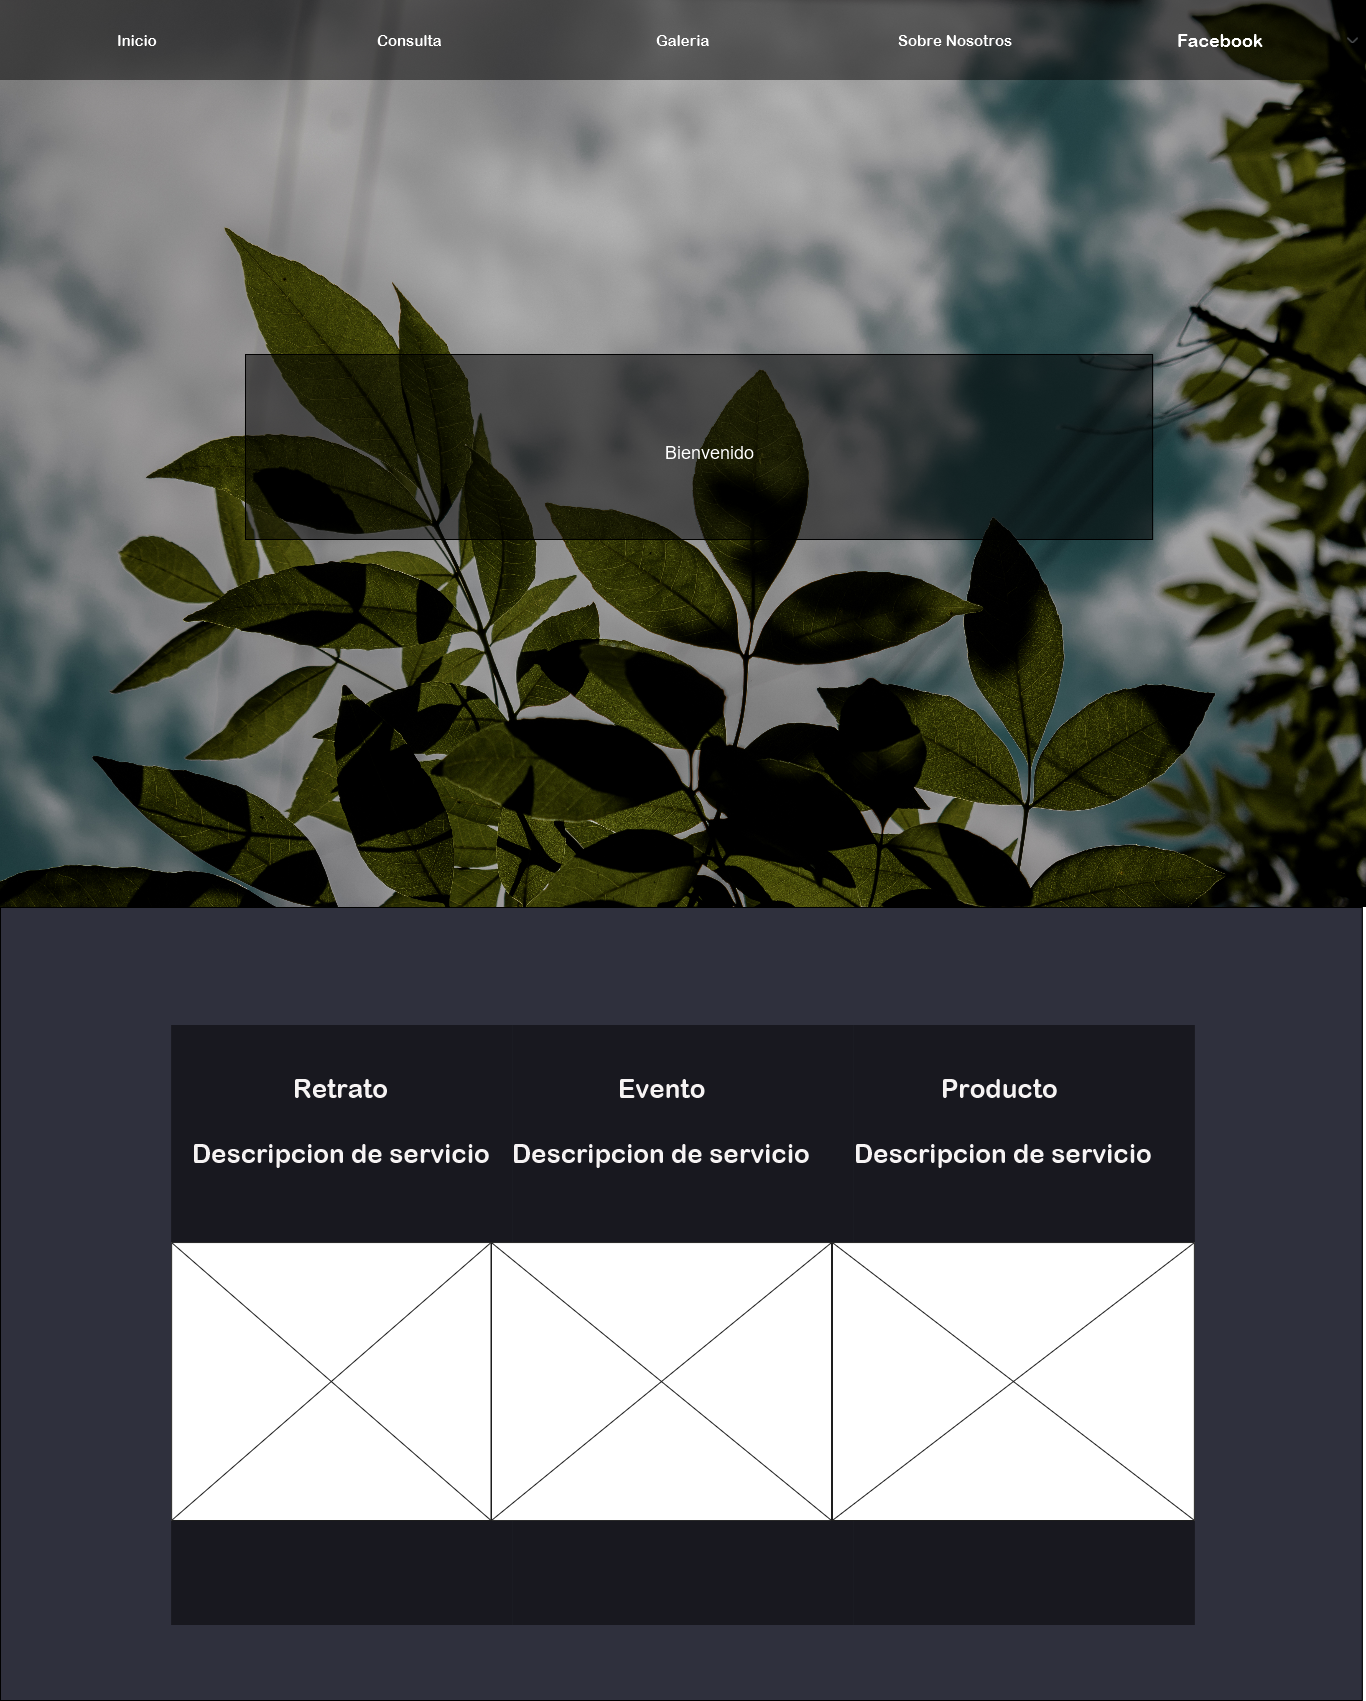 Inicio Consulta Galeria Sobre Nosotros Facebook
Bienvenido
Retrato Evento Producto
Descripcion de servicio Descripcion de servicio Descripcion de servicio